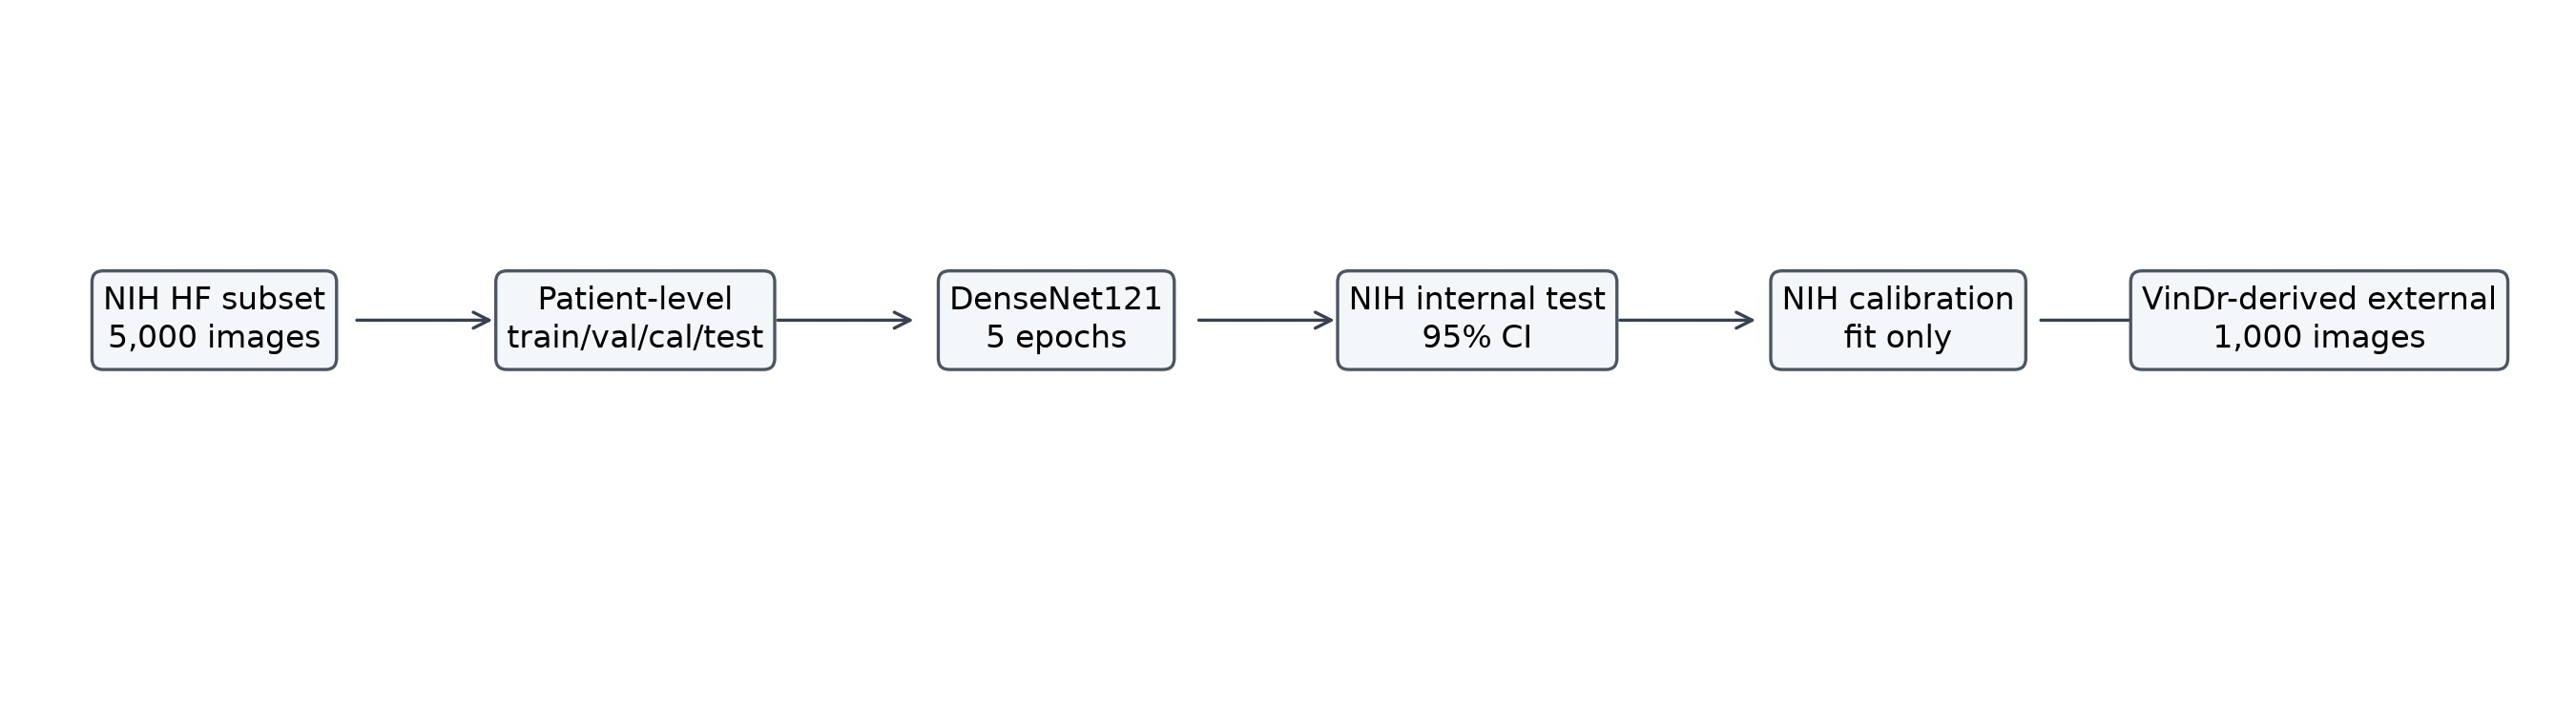 NIH HF subset
5,000 images
Patient-level
train/val/cal/test
DenseNet121
5 epochs
NIH internal test
95% CI
NIH calibration
fit only
VinDr-derived external
1,000 images